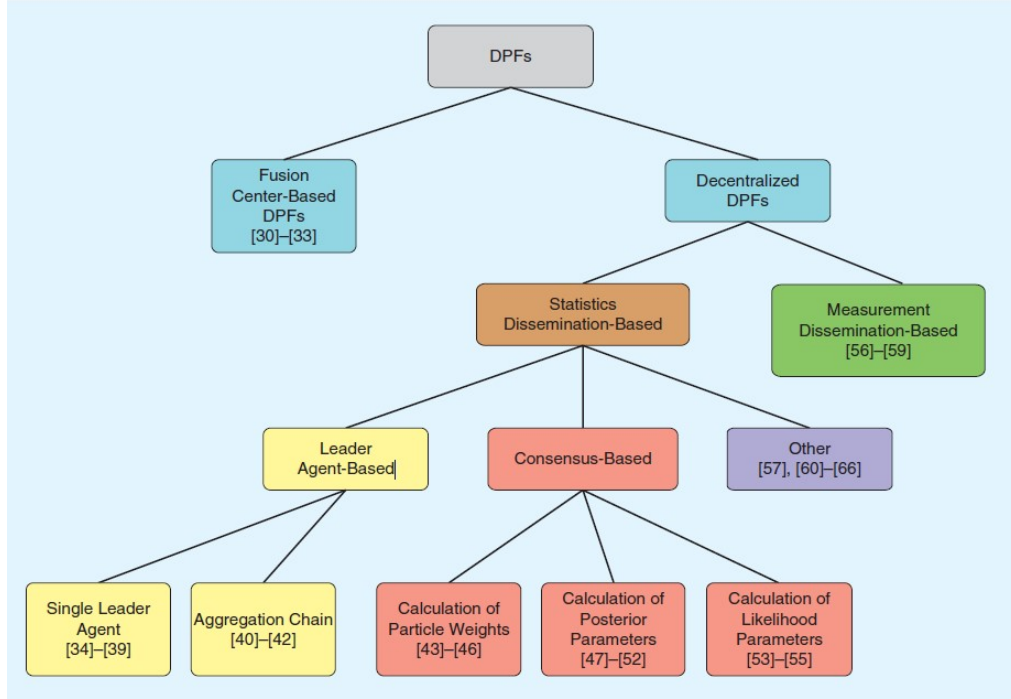 DPFs
Fusion
Center-Based
DPFs
[30]–[33]
Decentralized
DPFs
Statistics
Dissemination-Based
Measurement
Dissemination-Based
[56]–[59]
Leader
Agent-Based
Consensus-Based
Other
[57], [60]–[66]
Single Leader
Agent
[34]–[39]
Aggregation Chain
[40]–[42]
Calculation of
Particle Weights
[43]–[46]
Calculation of
Posterior
Parameters
[47]–[52]
Calculation of
Likelihood
Parameters
[53]–[55]